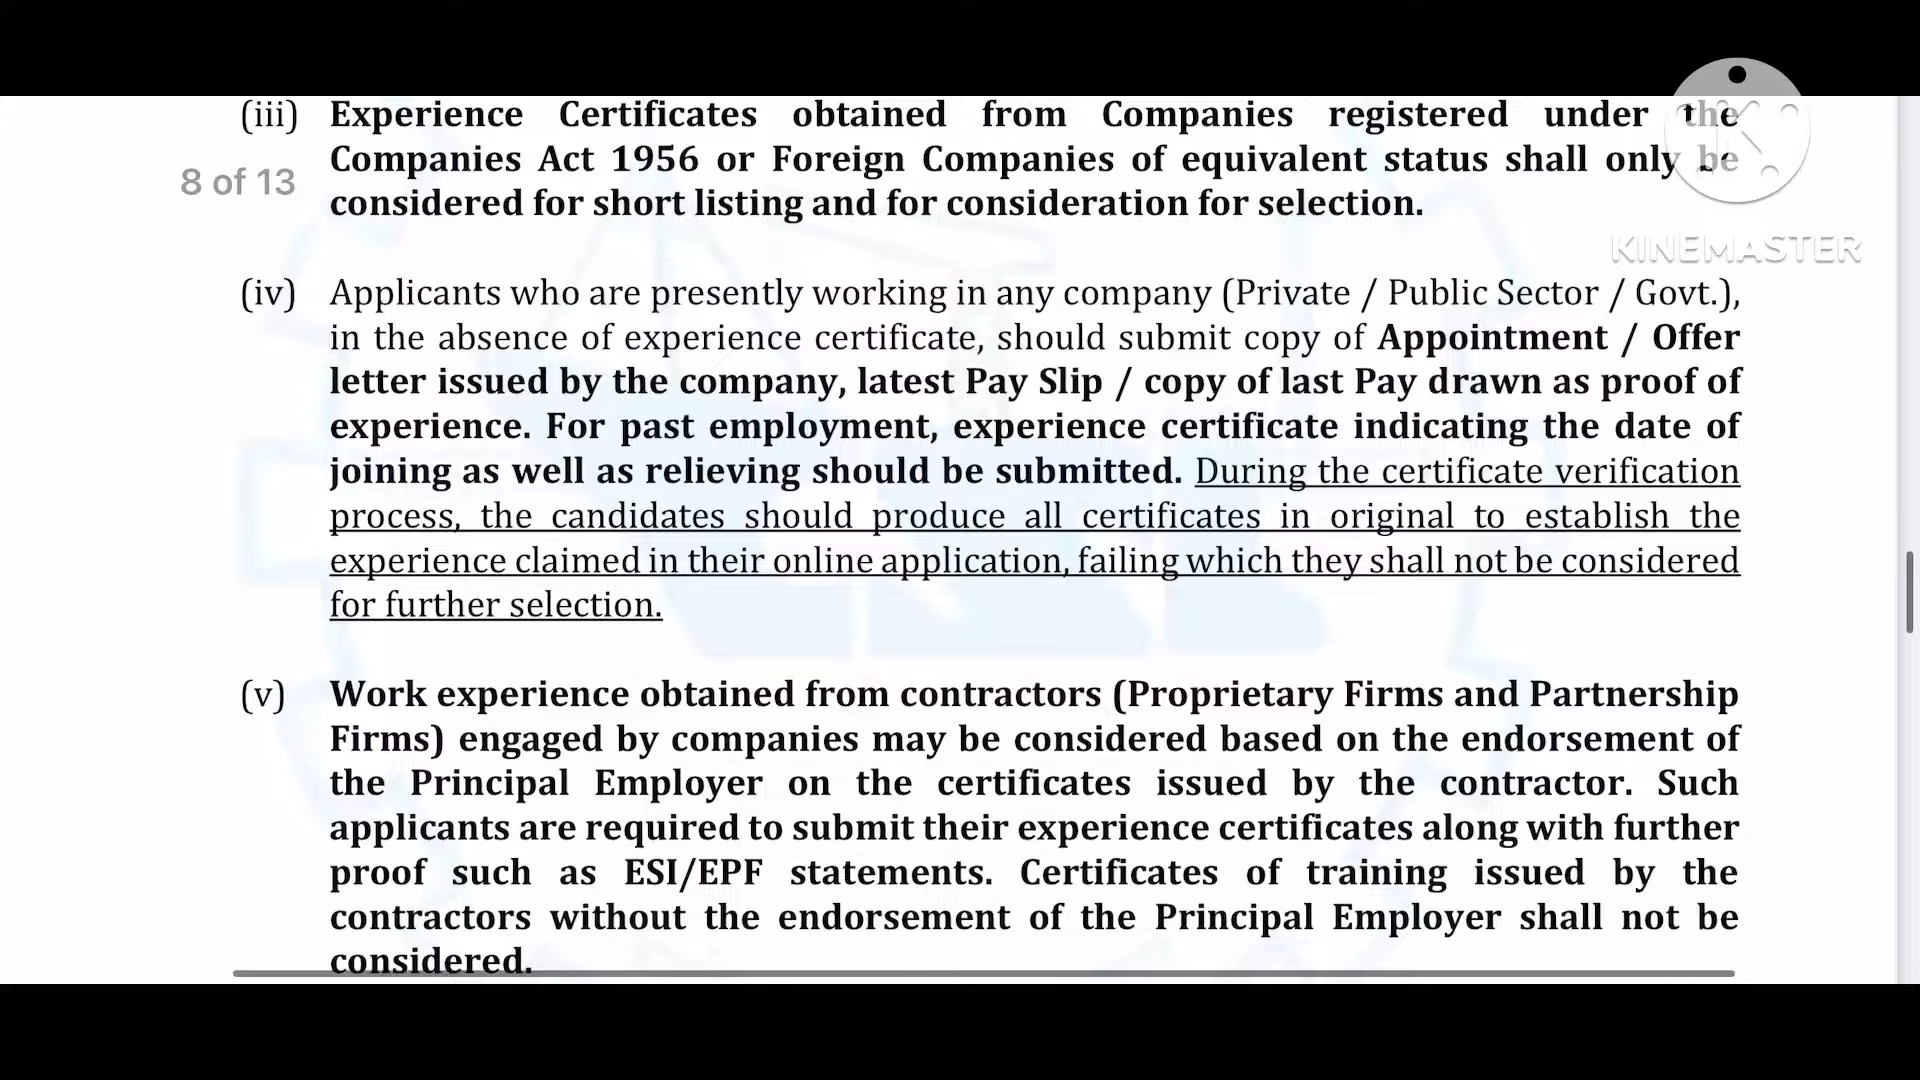 (iii) Experience Certificates obtained from Companies registered under the
Companies Act 1956 or Foreign Companies of equivalent status shall only be
8 of 13
considered for short listing and for consideration for selection.
KINEMASTER
(iv) Applicants who are presently working in any company (Private / Public Sector / Govt.),
in the absence of experience certificate, should submit copy of Appointment / Offer
letter issued by the company, latest Pay Slip / copy of last Pay drawn as proof of
experience. For past employment, experience certificate indicating the date of
joining as well as relieving should be submitted. During the certificate verification
process, the candidates should produce all certificates in original to establish the
experience claimed in their online application, failing which they shall not be considered
for further selection.
(v) Work experience obtained from contractors (Proprietary Firms and Partnership
Firms) engaged by companies may be considered based on the endorsement of
the Principal Employer on the certificates issued by the contractor. Such
applicants are required to submit their experience certificates along with further
proof such as ESI/EPF statements. Certificates of training issued by the
contractors without the endorsement of the Principal Employer shall not be
considered.